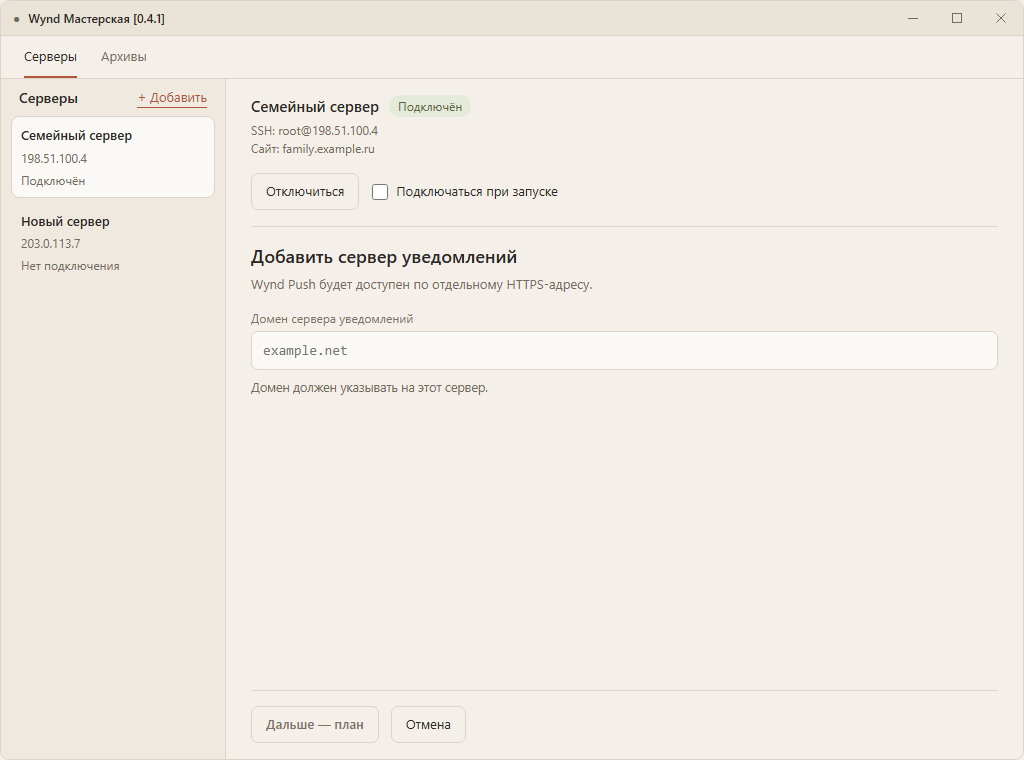 Wynd Мастерская [0.4.1]
Серверы
Архивы
Серверы
+ Добавить
Семейный сервер
198.51.100.4
Подключён
Новый сервер
203.0.113.7
Нет подключения
Семейный сервер
Подключён
SSH: root@198.51.100.4
Сайт: family.example.ru
Отключиться
Подключаться при запуске
Добавить сервер уведомлений
Wynd Push будет доступен по отдельному HTTPS-адресу.
Домен сервера уведомлений
example.net
Домен должен указывать на этот сервер.
Дальше — план
Отмена